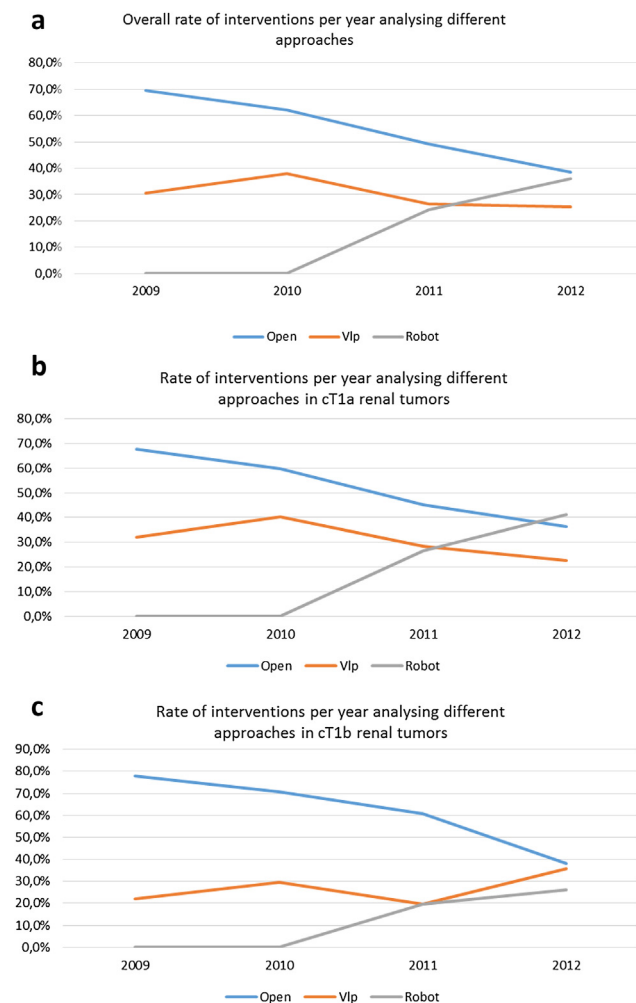 a
Overall rate of interventions per year analysing different
approaches
80,0%
70,0%
60,0%
50,0%
40,0%
30,0%
20,0%
10,0%
0,0%
2009 2010 2011 2012
Open Vlp Robot
b
Rate of interventions per year analysing different
approaches in cT1a renal tumors
80,0%
70,0%
60,0%
50,0%
40,0%
30,0%
20,0%
10,0%
0,0%
2009 2010 2011 2012
Open Vlp Robot
c
Rate of interventions per year analysing different
approaches in cT1b renal tumors
90,0%
80,0%
70,0%
60,0%
50,0%
40,0%
30,0%
20,0%
10,0%
0,0%
2009 2010 2011 2012
Open Vlp Robot